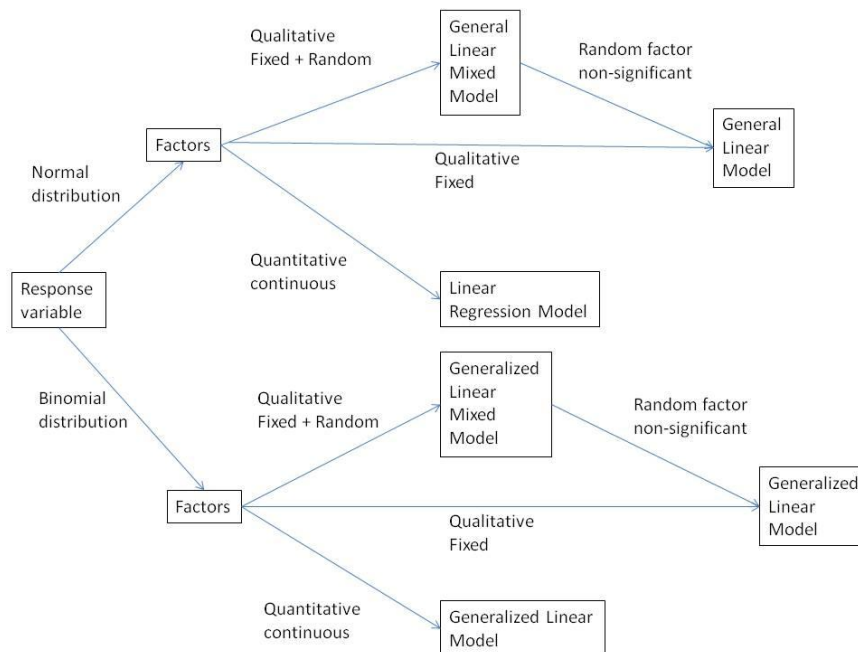 Qualitative
Fixed + Random
General
Linear
Mixed
Model
Random factor
non-significant
Factors
General
Linear
Model
Qualitative
Fixed
Normal
distribution
Quantitative
continuous
Response
variable
Linear
Regression Model
Binomial
distribution
Qualitative
Fixed + Random
Generalized
Linear
Mixed
Model
Random factor
non-significant
Factors
Generalized
Linear
Model
Qualitative
Fixed
Quantitative
continuous
Generalized Linear
Model